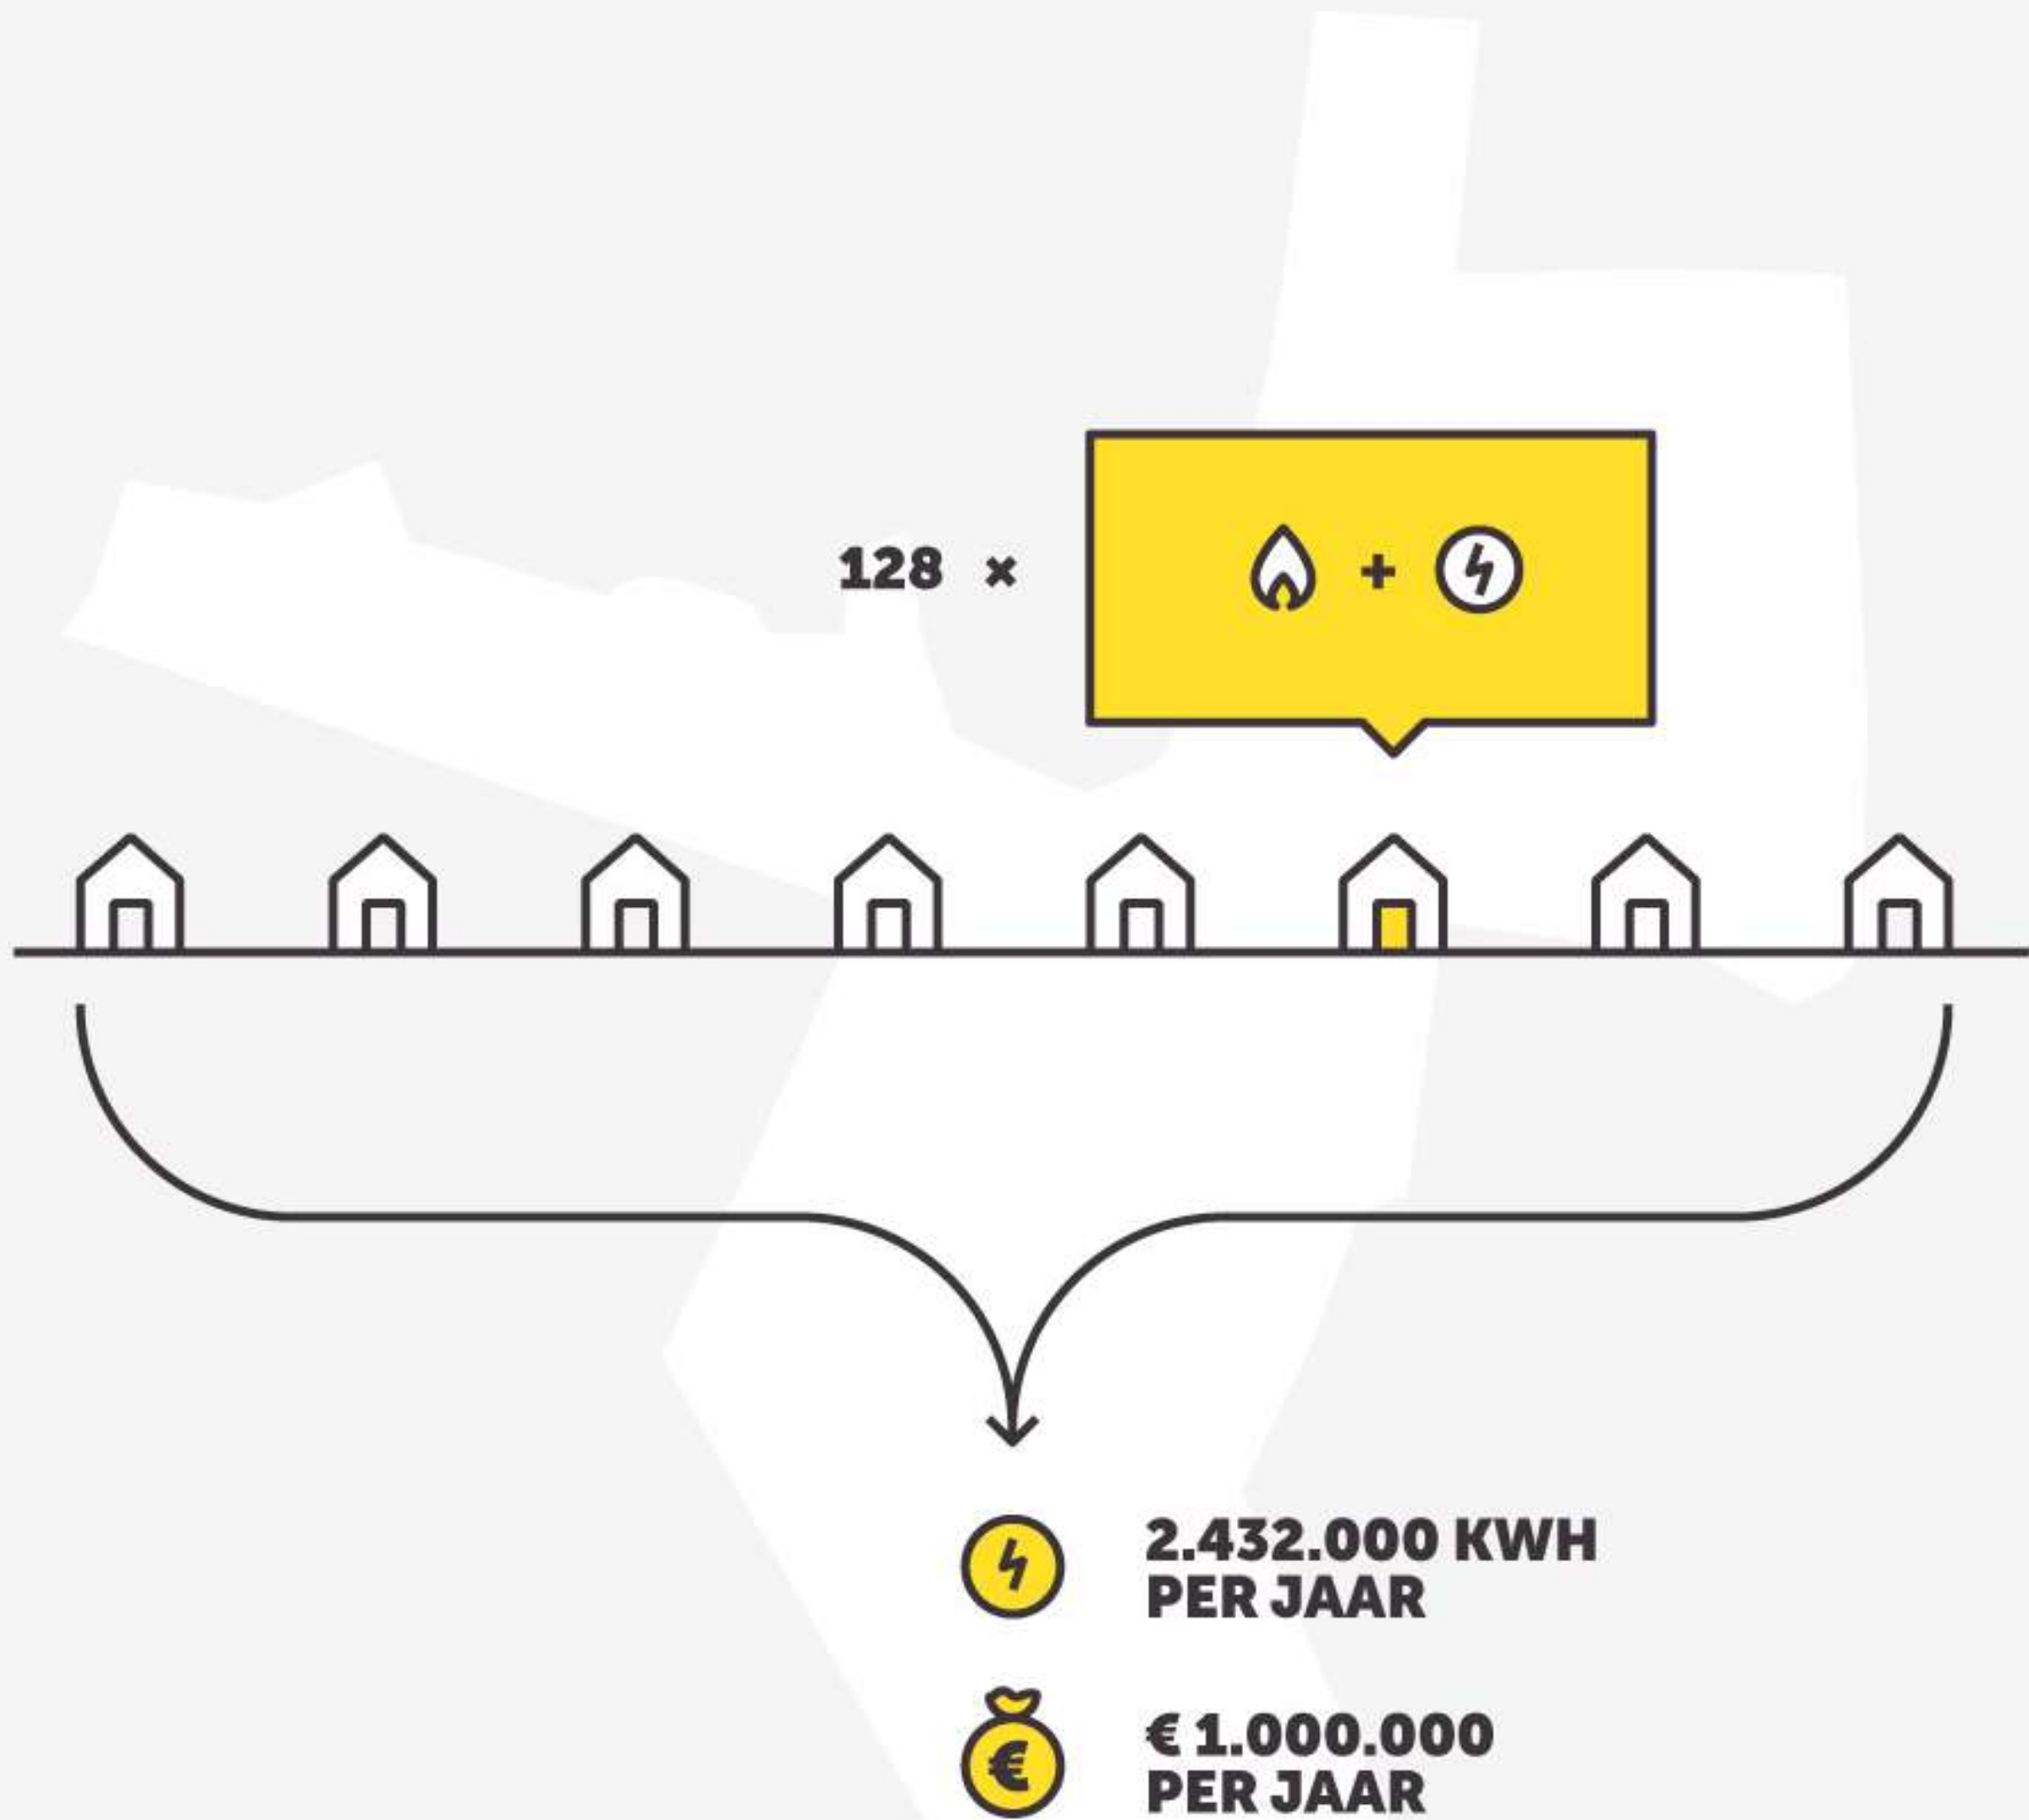 128 ×
+
2.432.000 KWH
PER JAAR
€
€ 1.000.000
PER JAAR